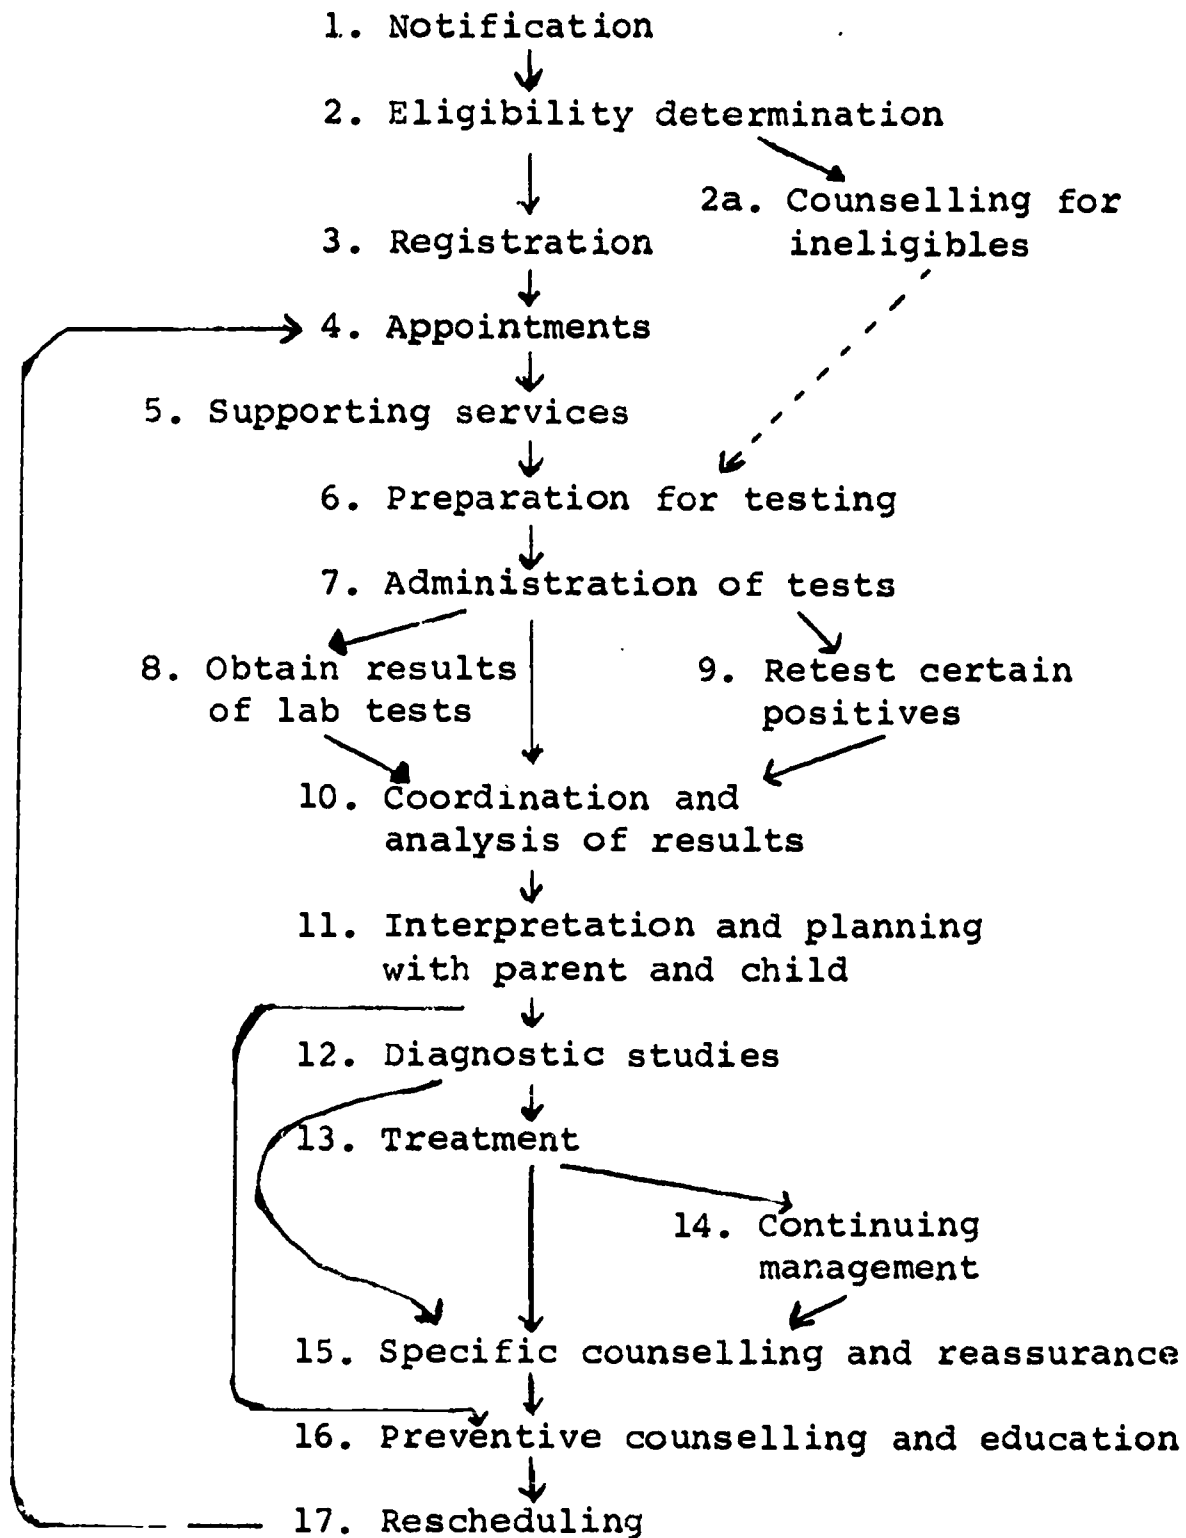 1. Notification
2. Eligibility determination
2a. Counselling for
ineligibles
3. Registration
4. Appointments
5. Supporting services
6. Preparation for testing
7. Administration of tests
8. Obtain results
of lab tests
9. Retest certain
positives
10. Coordination and
analysis of results
11. Interpretation and planning
with parent and child
12. Diagnostic studies
13. Treatment
14. Continuing
management
15. Specific counselling and reassurance
16. Preventive counselling and education
17. Rescheduling